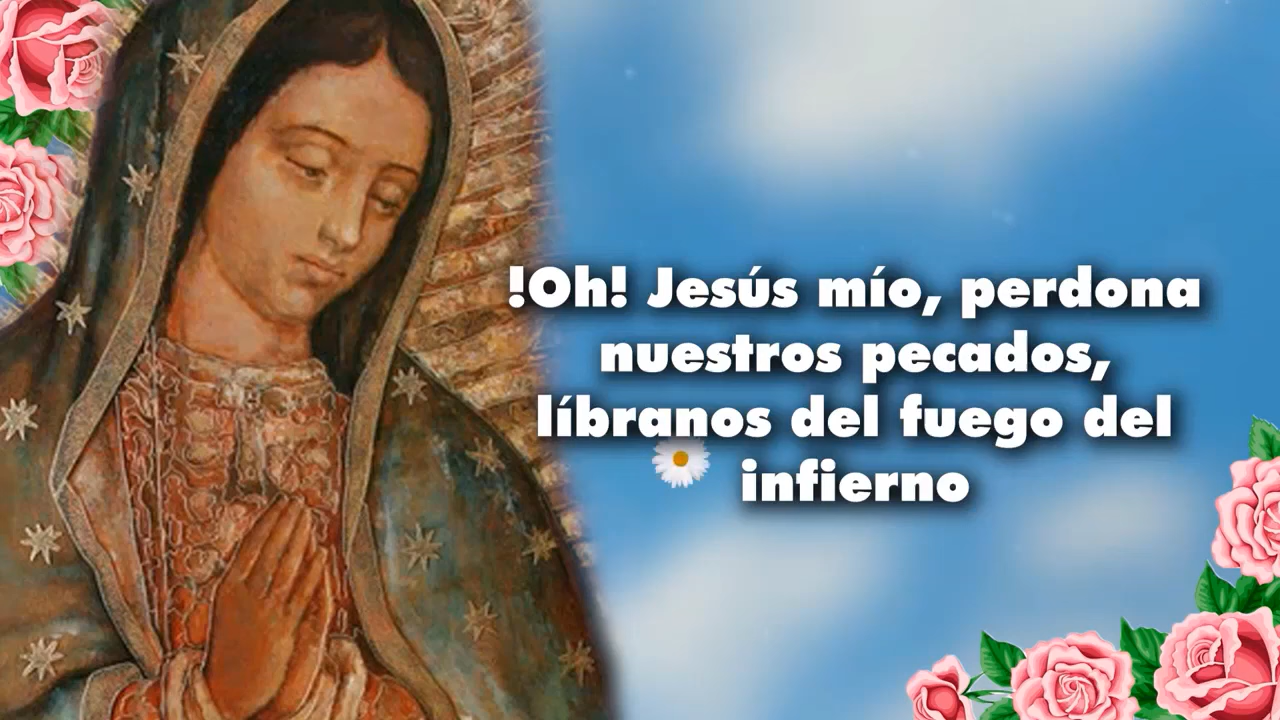 !Oh! Jesús mío, perdona
nuestros pecados,
líbranos del fuego del
infierno